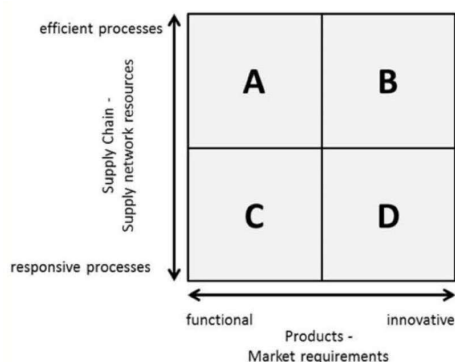 efficient processes
A
B
Supply Chain -
Supply network resources
C
D
responsive processes
functional
innovative
Products -
Market requirements